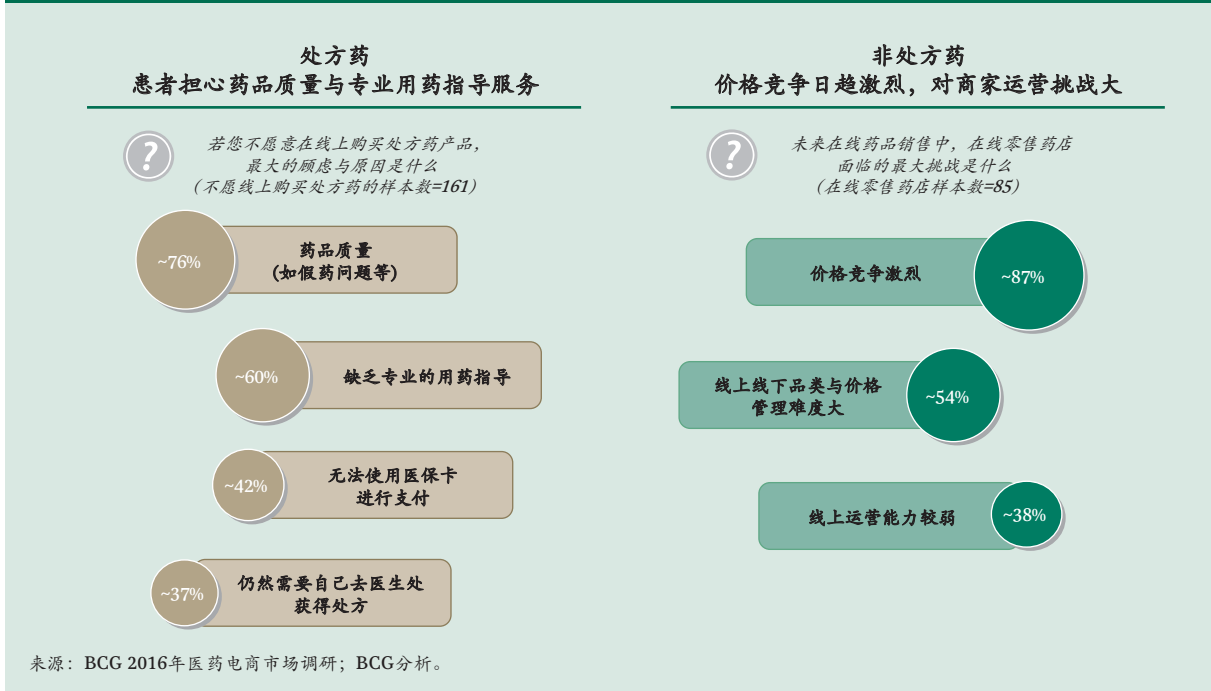 处方药
患者担心药品质量与专业用药指导服务
?
若您不愿意在线上购买处方药产品，
最大的顾虑与原因是什么
（不愿线上购买处方药的样本数=161）
~76%
药品质量
(如假药问题等)
~60%
缺乏专业的用药指导
~42%
无法使用医保卡
进行支付
~37%
仍然需要自己去医生处
获得处方
非处方药
价格竞争日趋激烈，对商家运营挑战大
?
未来在线药品销售中，在线零售药店
面临的最大挑战是什么
（在线零售药店样本数=85）
价格竞争激烈
~87%
线上线下品类与价格
管理难度大
~54%
线上运营能力较弱
~38%
来源：BCG 2016年医药电商市场调研；BCG分析。